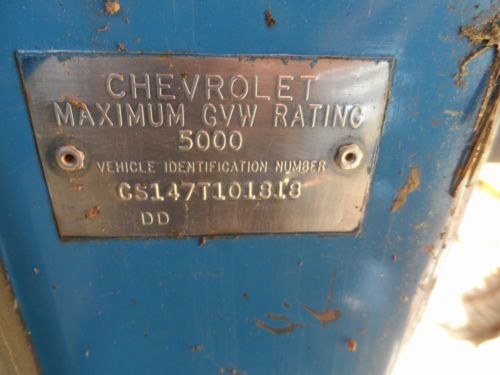 CHEVROLET
MAXIMUM GVW RATING
5000
VEHICLE IDENTIFICATION NUMBER
CS147T101818
DD